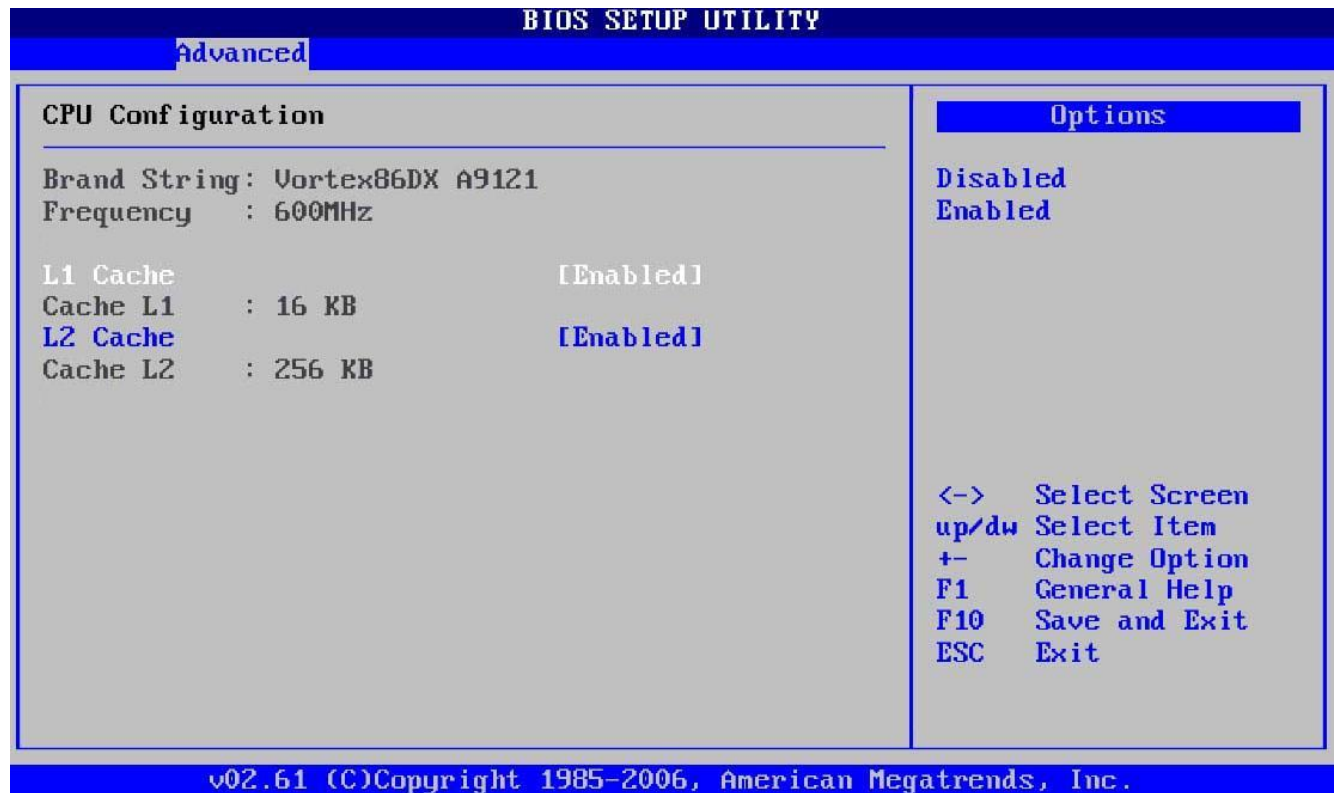 BIOS SETUP UTILITY
Advanced
CPU Configuration
Brand String: Vortex86DX A9121
Frequency : 600MHz
L1 Cache [Enabled]
Cache L1 : 16 KB
L2 Cache [Enabled]
Cache L2 : 256 KB
Options
Disabled
Enabled
<-> Select Screen
up/dw Select Item
+- Change Option
F1 General Help
F10 Save and Exit
ESC Exit
v02.61 (C)Copyright 1985-2006, American Megatrends, Inc.